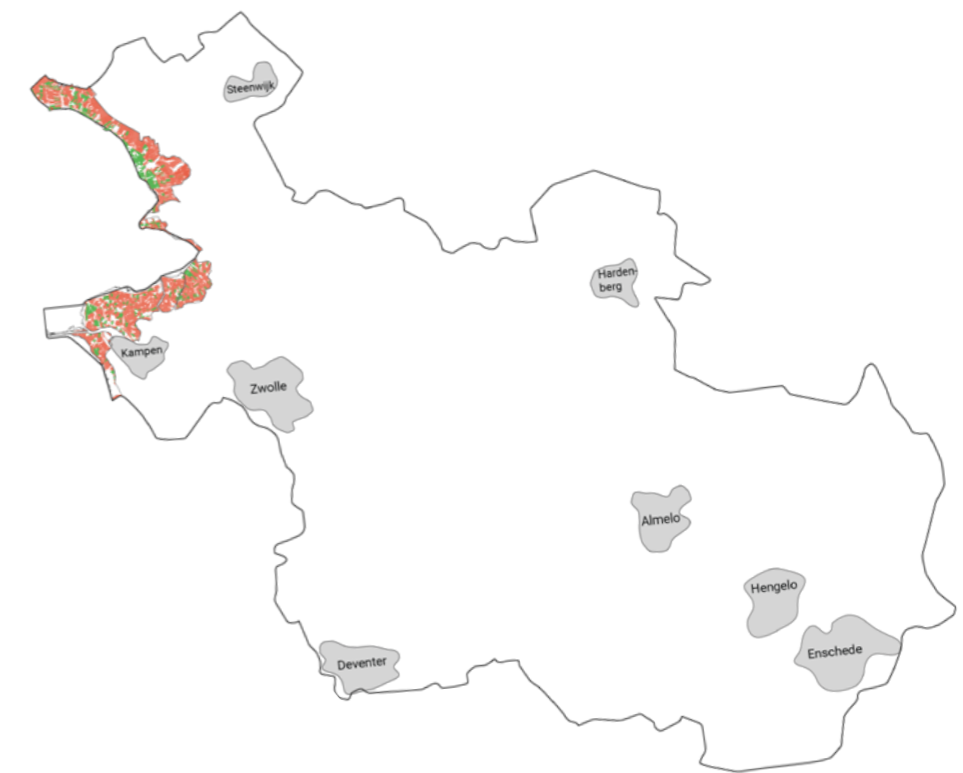 Steenwijk
Harden-
berg
Kampen
Zwolle
Almelo
Hengelo
Enschede
Deventer